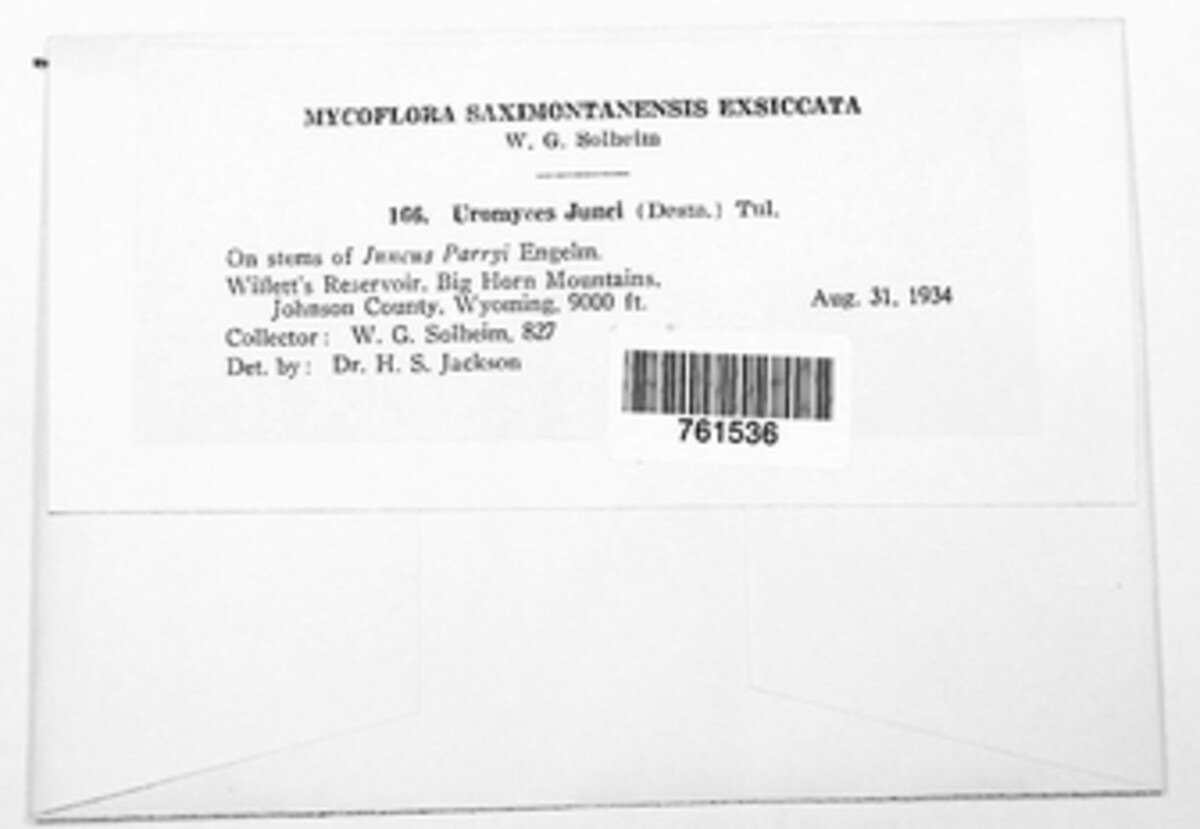 MYCOFLORA SAXIMONTANENSIS EXSICCATA
W. G. Solheim
166. Uromyces Junci (Desm.) Tul.
On stems of Juncus Parryi Engelm.
Reservoir, Big Horn Mountains,
Johnson County, Wyoming, 9000 ft.
Aug. 31, 1934
Collector: W. G. Solheim, 827
Det. by: Dr. H. S. Jackson
761536